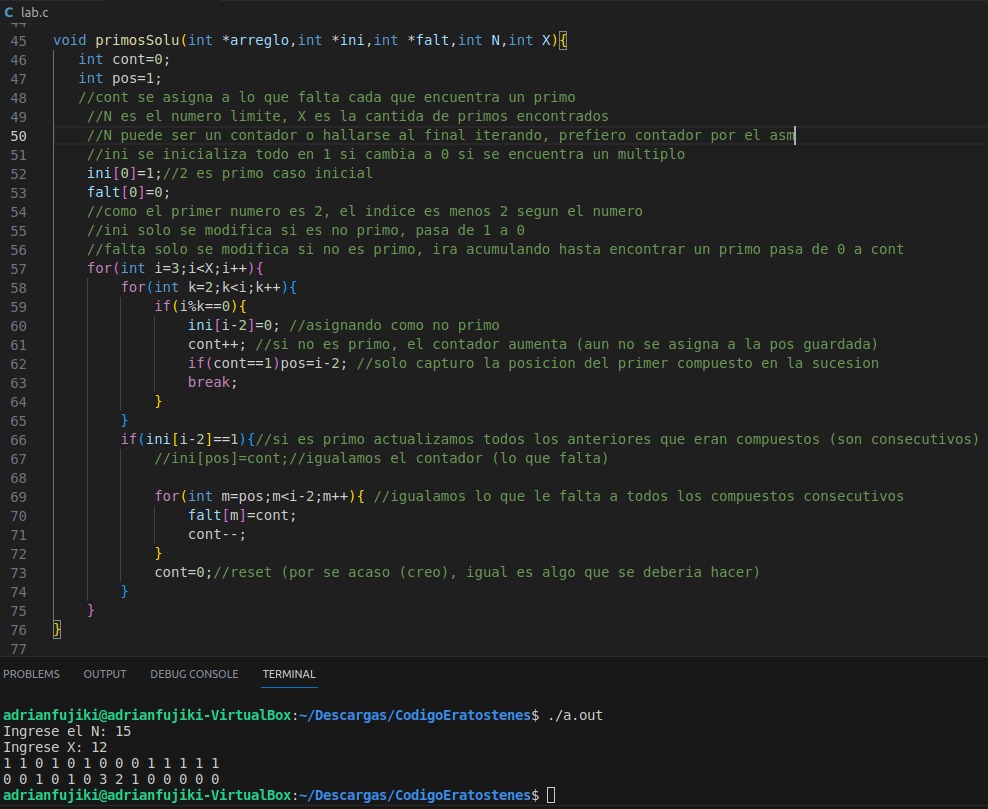 C lab.c
44
45 void primosSolu(int *arreglo,int *ini,int *falt,int N,int X){
46 int cont=0;
47 int pos=1;
48 //cont se asigna a lo que falta cada que encuentra un primo
49 //N es el numero limite, X es la cantida de primos encontrados
50 //N puede ser un contador o hallarse al final iterando, prefiero contador por el asm
51 //ini se inicializa todo en 1 si cambia a 0 si se encuentra un multiplo
52 ini[0]=1;//2 es primo caso inicial
53 falt[0]=0;
54 //como el primer numero es 2, el indice es menos 2 segun el numero
55 //ini solo se modifica si es no primo, pasa de 1 a 0
56 //falta solo se modifica si no es primo, ira acumulando hasta encontrar un primo pasa de 0 a cont
57 for(int i=3;i<X;i++){
58 for(int k=2;k<i;k++){
59 if(i%k==0){
60 ini[i-2]=0; //asignando como no primo
61 cont++; //si no es primo, el contador aumenta (aun no se asigna a la pos guardada)
62 if(cont==1)pos=i-2; //solo capturo la posicion del primer compuesto en la sucesion
63 break;
64 }
65 }
66 if(ini[i-2]==1){//si es primo actualizamos todos los anteriores que eran compuestos (son consecutivos)
67 //ini[pos]=cont;//igualamos el contador (lo que falta)
68
69 for(int m=pos;m<i-2;m++){ //igualamos lo que le falta a todos los compuestos consecutivos
70 falt[m]=cont;
71 cont--;
72 }
73 cont=0;//reset (por se acaso (creo), igual es algo que se deberia hacer)
74 }
75 }
76 }
77
PROBLEMS OUTPUT DEBUG CONSOLE TERMINAL
adrianfujiki@adrianfujiki-VirtualBox:~/Descargas/CodigoEratostenes$ ./a.out
Ingrese el N: 15
Ingrese X: 12
1 1 0 1 0 1 0 0 0 1 1 1 1 1
0 0 1 0 1 0 3 2 1 0 0 0 0 0
adrianfujiki@adrianfujiki-VirtualBox:~/Descargas/CodigoEratostenes$